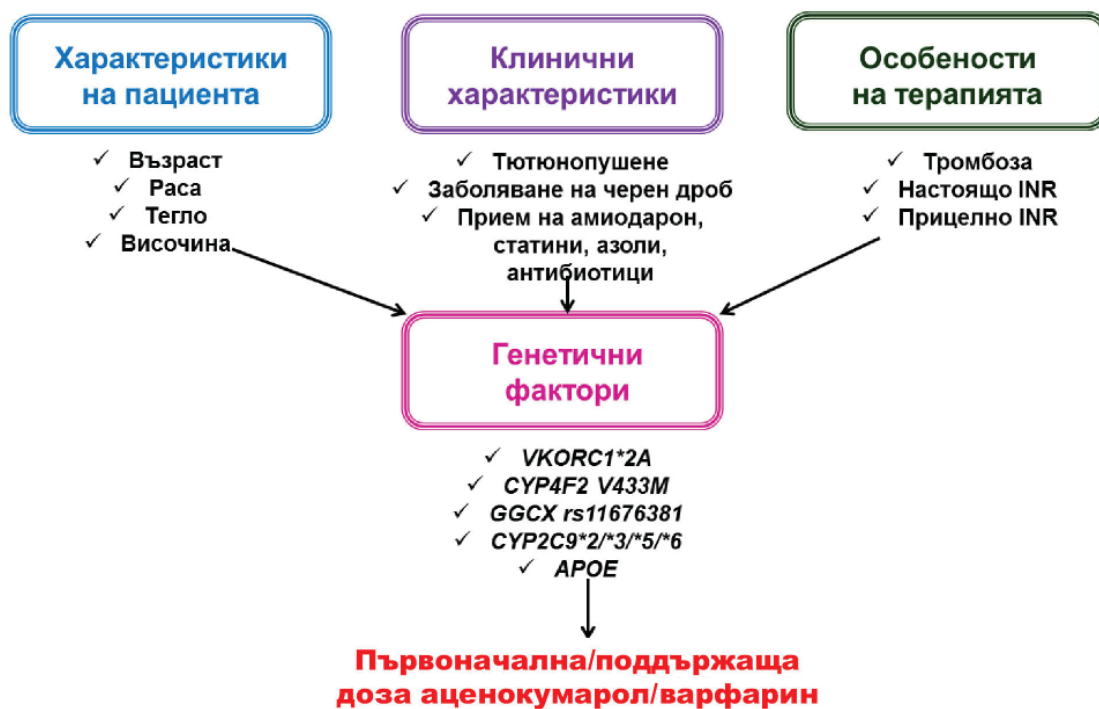 Характеристики
на пациента
✓ Възраст
✓ Раса
✓ Тегло
✓ Височина
Клинични
характеристики
✓ Тютюнопушене
✓ Заболяване на черен дроб
✓ Прием на амиодарон,
статини, азоли,
антибиотици
Особености
на терапията
✓ Тромбоза
✓ Настоящо INR
✓ Прицелно INR
Генетични
фактори
✓ VKORC1*2A
✓ CYP4F2 V433M
✓ GGCX rs11676381
✓ CYP2C9*2/*3/*5/*6
✓ APOE
Първоначална/поддържаща
доза аценокумарол/варфарин